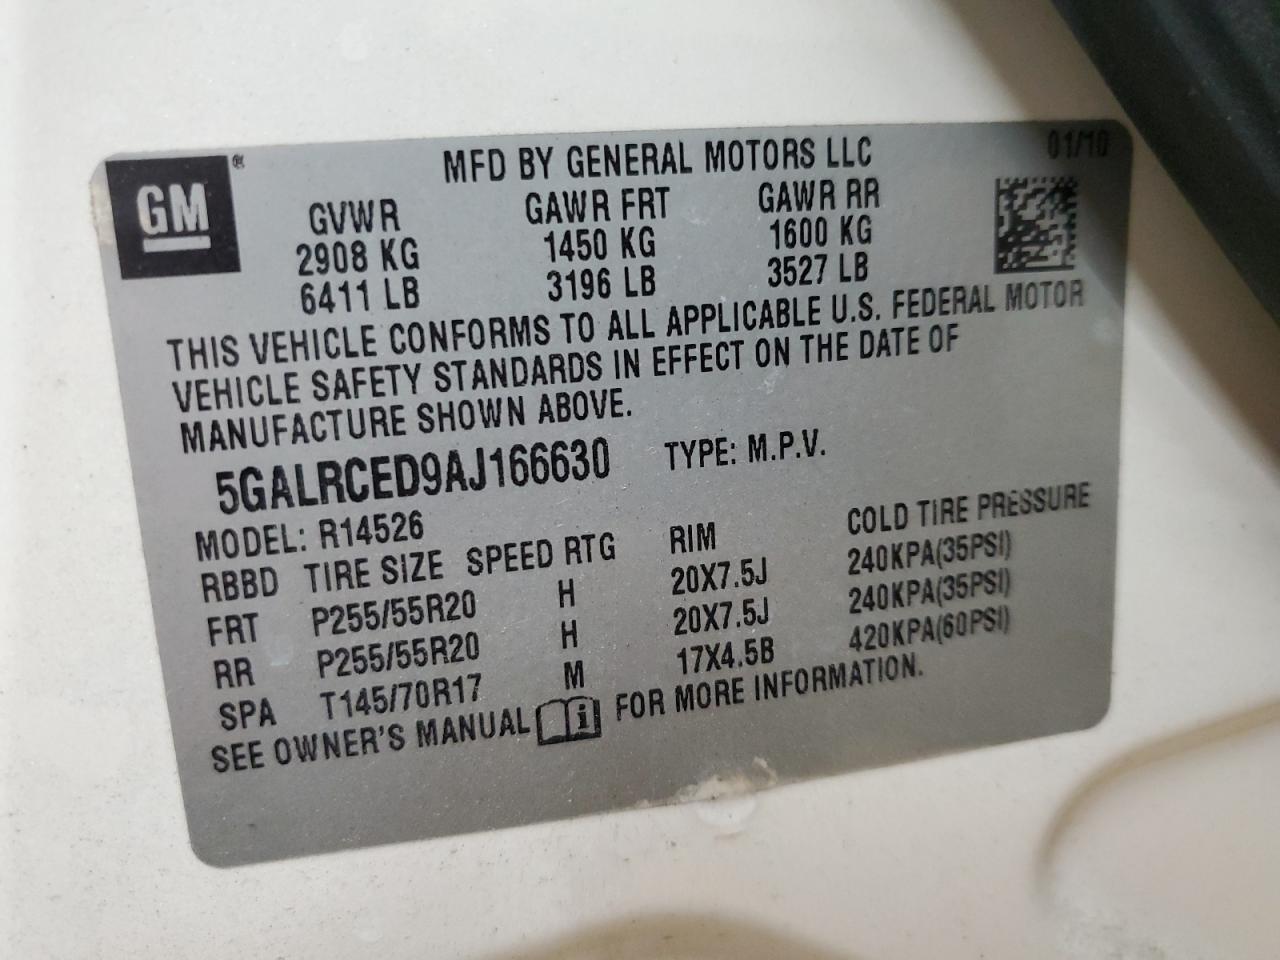 GM ® MFD BY GENERAL MOTORS LLC 01/10
GVWR GAWR FRT GAWR RR
2908 KG 1450 KG 1600 KG
6411 LB 3196 LB 3527 LB
THIS VEHICLE CONFORMS TO ALL APPLICABLE U.S. FEDERAL MOTOR
VEHICLE SAFETY STANDARDS IN EFFECT ON THE DATE OF
MANUFACTURE SHOWN ABOVE.
5GALRCED9AJ166630 TYPE: M.P.V.
MODEL: R14526
RBBD TIRE SIZE SPEED RTG RIM COLD TIRE PRESSURE
FRT P255/55R20 H 20X7.5J 240KPA(35PSI)
RR P255/55R20 H 20X7.5J 240KPA(35PSI)
SPA T145/70R17 M 17X4.5B 420KPA(60PSI)
SEE OWNER'S MANUAL i FOR MORE INFORMATION.